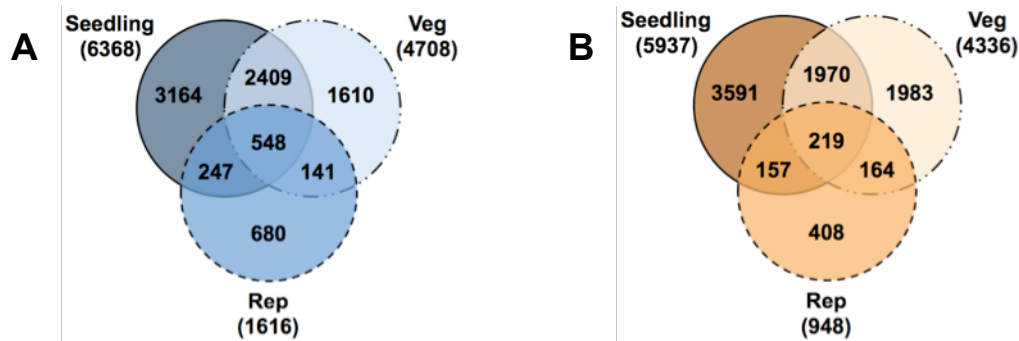 A
Seedling
(6368)
Veg
(4708)
3164
2409
1610
548
247
141
680
Rep
(1616)
B
Seedling
(5937)
Veg
(4336)
3591
1970
1983
219
157
164
408
Rep
(948)